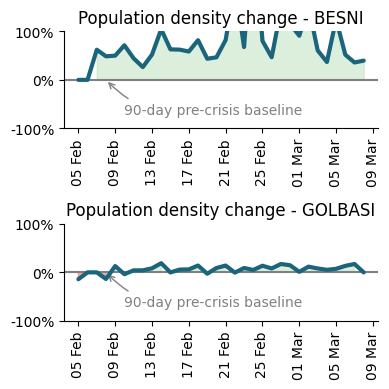 Population density change - BESNI
100%
0%
90-day pre-crisis baseline
-100%
05 Feb
09 Feb
13 Feb
17 Feb
21 Feb
25 Feb
01 Mar
05 Mar
09 Mar
Population density change - GOLBASI
100%
0%
90-day pre-crisis baseline
-100%
05 Feb
09 Feb
13 Feb
17 Feb
21 Feb
25 Feb
01 Mar
05 Mar
09 Mar